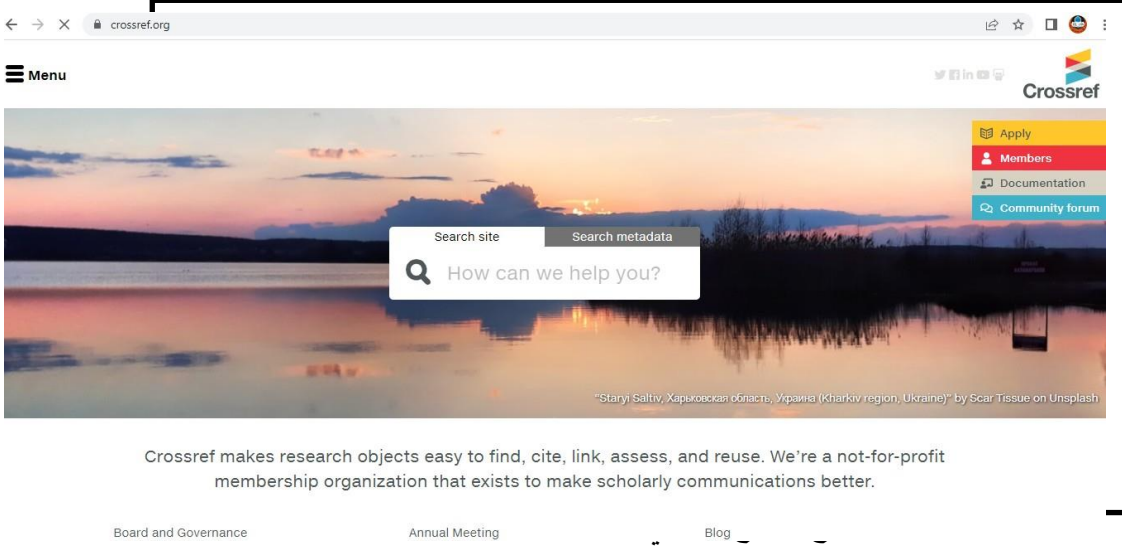 crossref.org
Menu
Crossref
Apply
Members
Documentation
Community forum
Search site Search metadata
How can we help you?
"Staryi Saltiv, Харьковская область, Украина (Kharkiv region, Ukraine)" by Scar Tissue on Unsplash
Crossref makes research objects easy to find, cite, link, assess, and reuse. We're a not-for-profit
membership organization that exists to make scholarly communications better.
Board and Governance Annual Meeting Blog